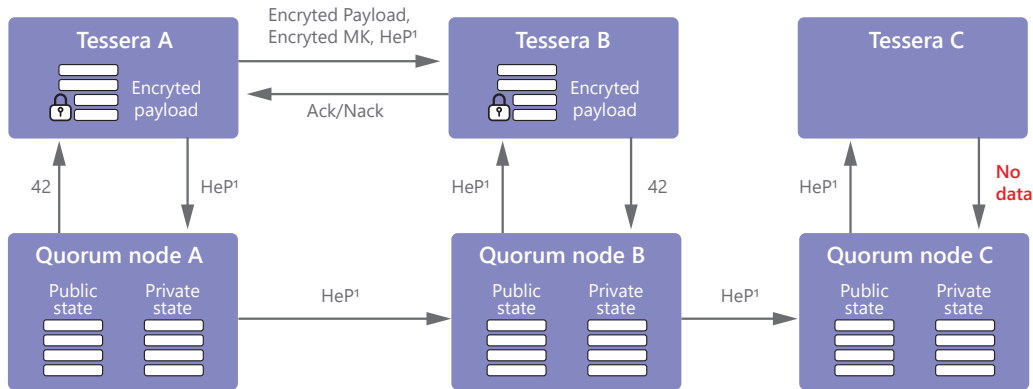 Tessera A
Encryted
payload
Encryted Payload,
Encryted MK, HeP¹
Ack/Nack
Tessera B
Encryted
payload
Tessera C
42
HeP¹
HeP¹
42
HeP¹
No
data
Quorum node A
Public
state
Private
state
HeP¹
Quorum node B
Public
state
Private
state
HeP¹
Quorum node C
Public
state
Private
state